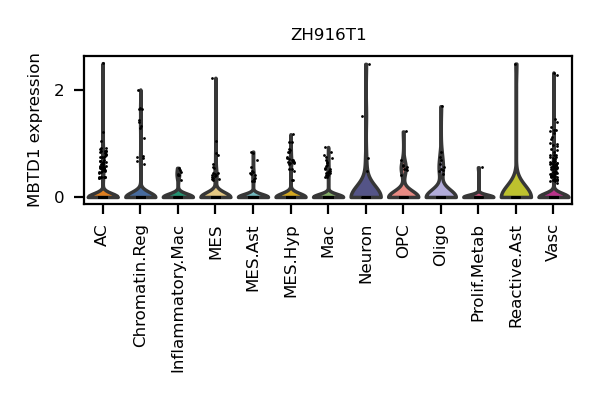 ZH916T1
MBTD1 expression
2
0
AC
Chromatin.Reg
Inflammatory.Mac
MES
MES.Ast
MES.Hyp
Mac
Neuron
OPC
Oligo
Prolif.Metab
Reactive.Ast
Vasc